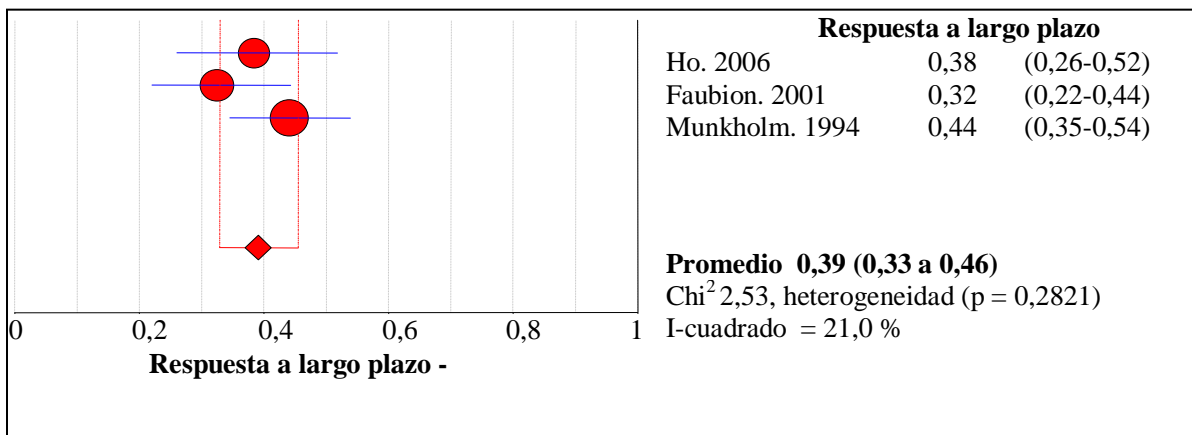 Respuesta a largo plazo
Ho. 2006 0,38 (0,26-0,52)
Faubion. 2001 0,32 (0,22-0,44)
Munkholm. 1994 0,44 (0,35-0,54)
Promedio 0,39 (0,33 a 0,46)
Chi² 2,53, heterogeneidad (p = 0,2821)
I-cuadrado = 21,0 %
0 0,2 0,4 0,6 0,8 1
Respuesta a largo plazo -